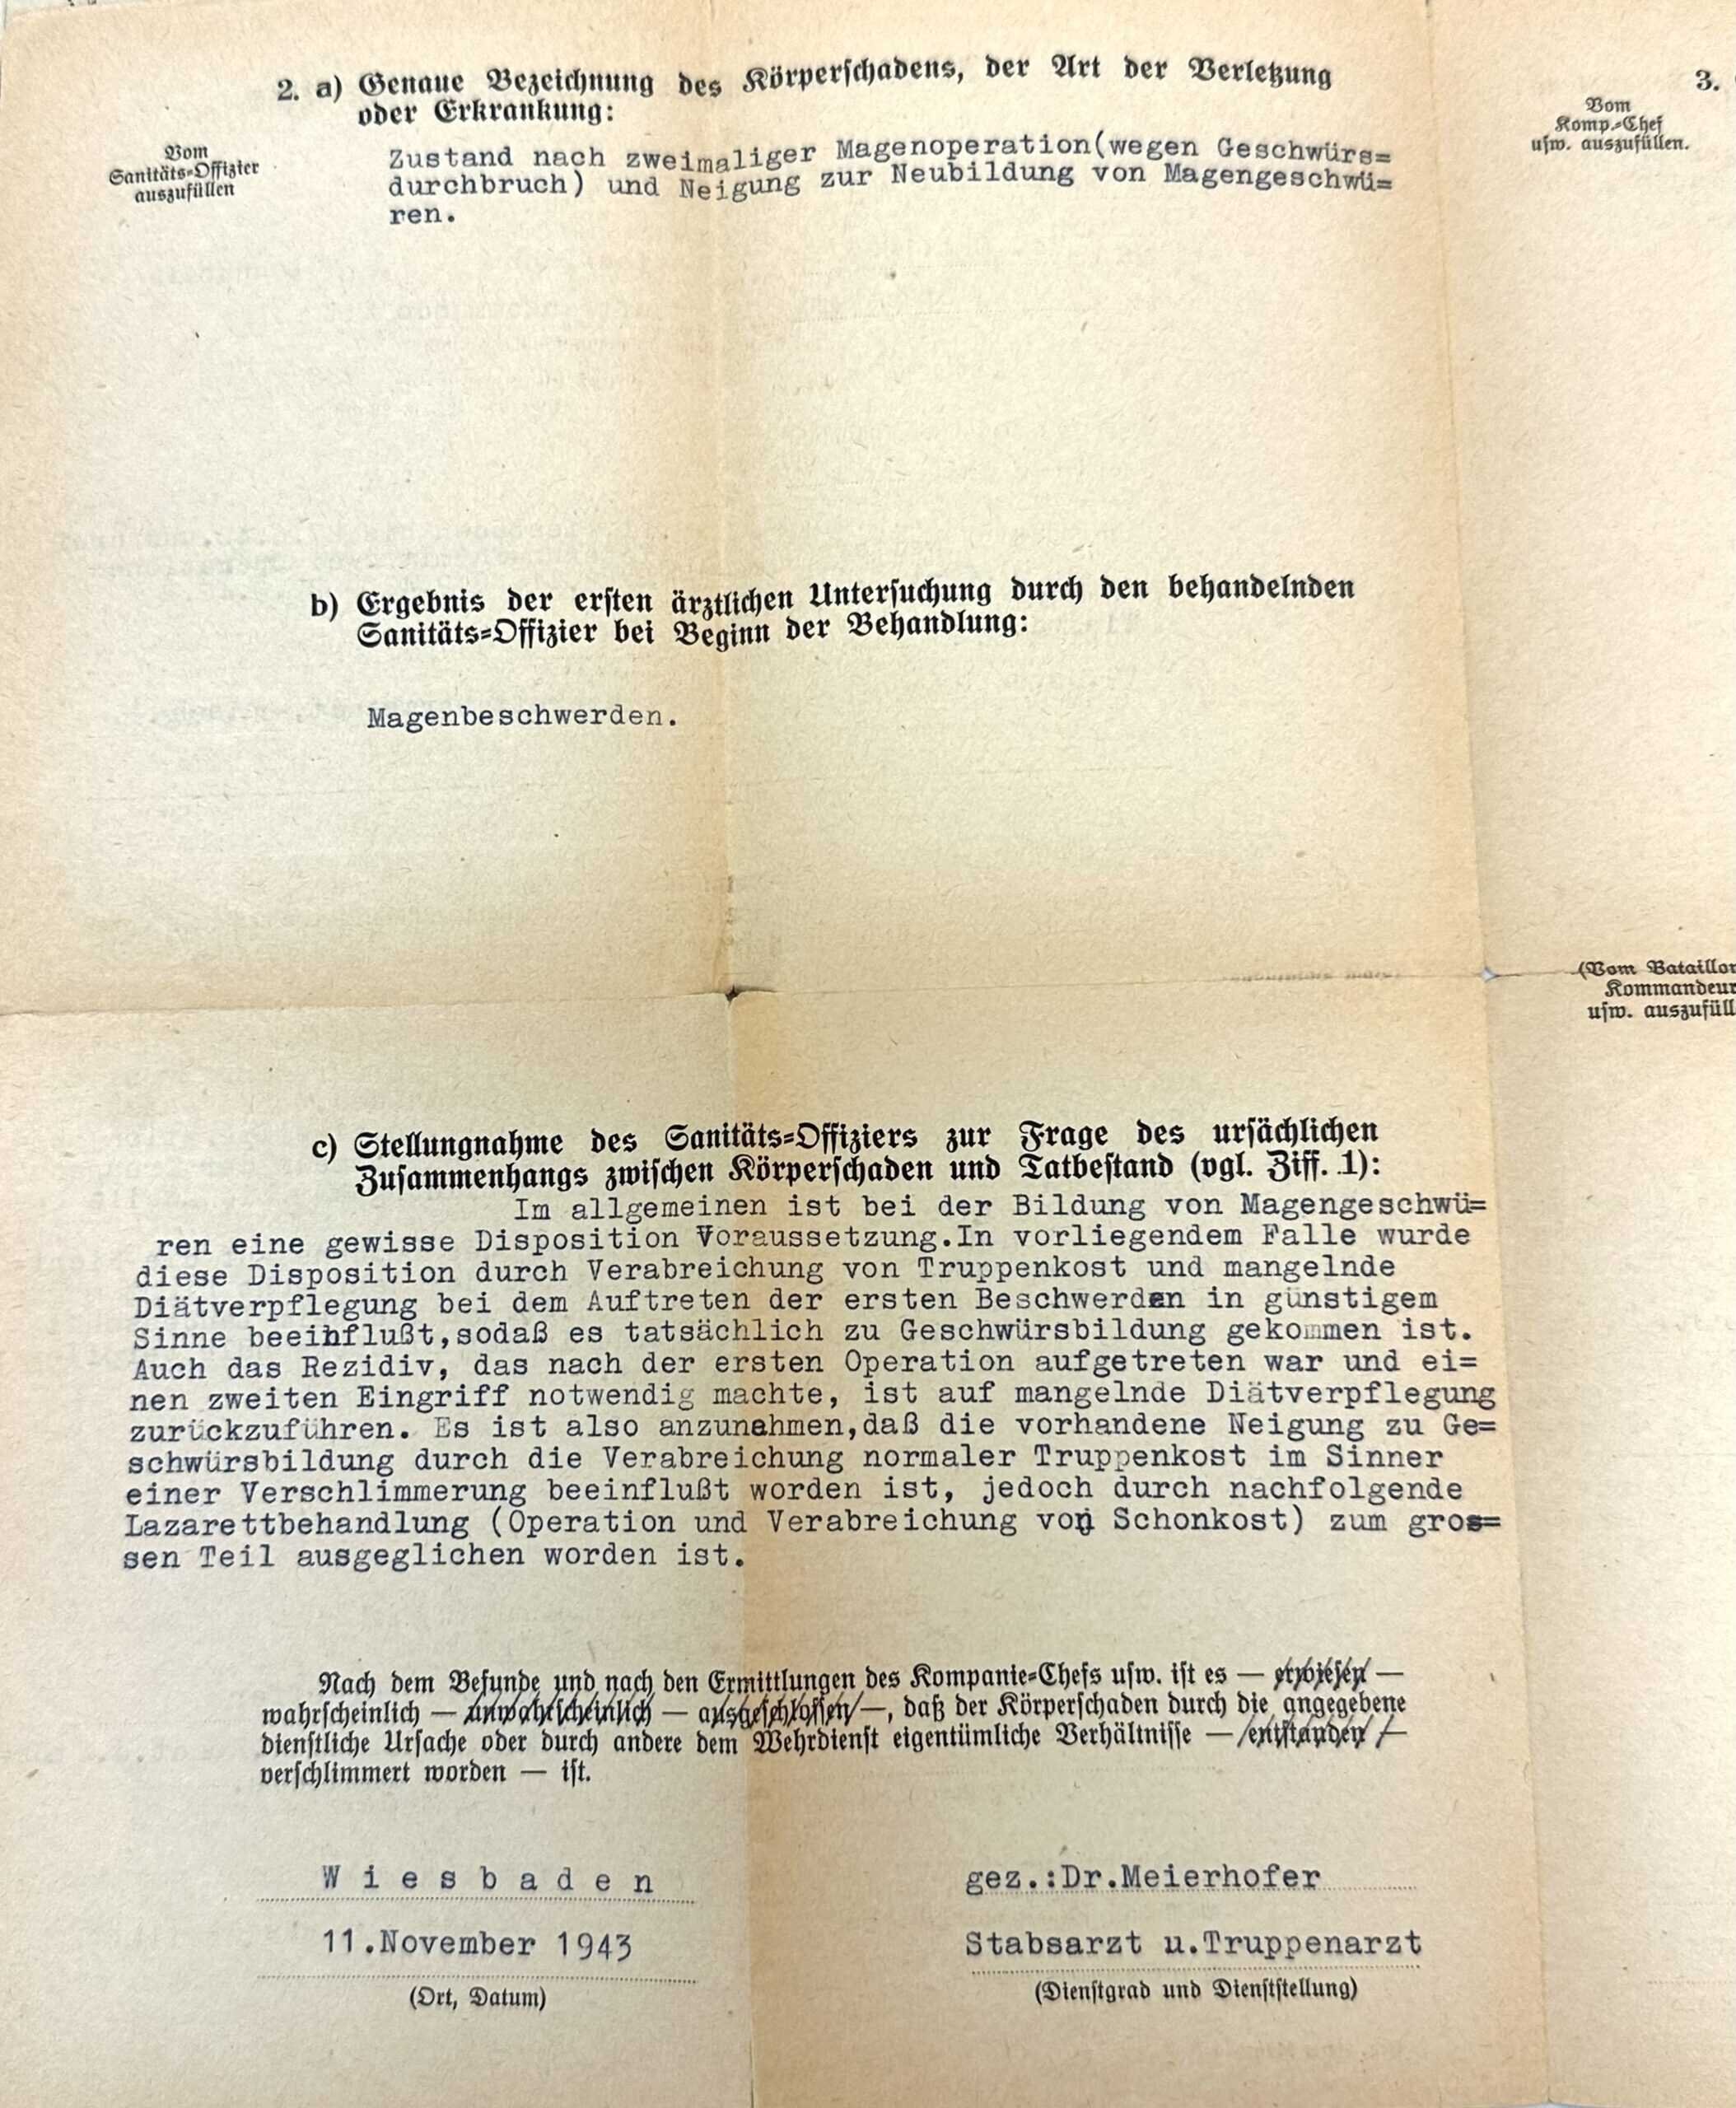 2. a) Genaue Bezeichnung des Körperschadens, der Art der Verletzung
oder Erkrankung:
Vom
Sanitäts=Offizier
auszufüllen
Zustand nach zweimaliger Magenoperation(wegen Geschwürs=
durchbruch) und Neigung zur Neubildung von Magengeschwü=
ren.
b) Ergebnis der ersten ärztlichen Untersuchung durch den behandelnden
Sanitäts=Offizier bei Beginn der Behandlung:
Magenbeschwerden.
c) Stellungnahme des Sanitäts=Offiziers zur Frage des ursächlichen
Zusammenhangs zwischen Körperschaden und Tatbestand (vgl. Ziff. 1):
Im allgemeinen ist bei der Bildung von Magengeschwü=
ren eine gewisse Disposition Voraussetzung.In vorliegendem Falle wurde
diese Disposition durch Verabreichung von Truppenkost und mangelnde
Diätverpflegung bei dem Auftreten der ersten Beschwerden in günstigem
Sinne beeinflußt,sodaß es tatsächlich zu Geschwürsbildung gekommen ist.
Auch das Rezidiv, das nach der ersten Operation aufgetreten war und ei=
nen zweiten Eingriff notwendig machte, ist auf mangelnde Diätverpflegung
zurückzuführen. Es ist also anzunehmen,daß die vorhandene Neigung zu Ge=
schwürsbildung durch die Verabreichung normaler Truppenkost im Sinner
einer Verschlimmerung beeinflußt worden ist, jedoch durch nachfolgende
Lazarettbehandlung (Operation und Verabreichung von Schonkost) zum gros=
sen Teil ausgeglichen worden ist.
Nach dem Befunde und nach den Ermittlungen des Kompanie=Chefs usw. ist es — erwiesen —
wahrscheinlich — unwahrscheinlich — ausgeschlossen —, daß der Körperschaden durch die angegebene
dienstliche Ursache oder durch andere dem Wehrdienst eigentümliche Verhältnisse — entstanden —
verschlimmert worden — ist.
Wiesbaden
11.November 1943
(Ort, Datum)
gez.:Dr.Meierhofer
Stabsarzt u.Truppenarzt
(Dienstgrad und Dienststellung)
3.
Vom
Komp.=Chef
usw. auszufüllen.
(Vom Bataillon
Kommandeur
usw. auszufüll